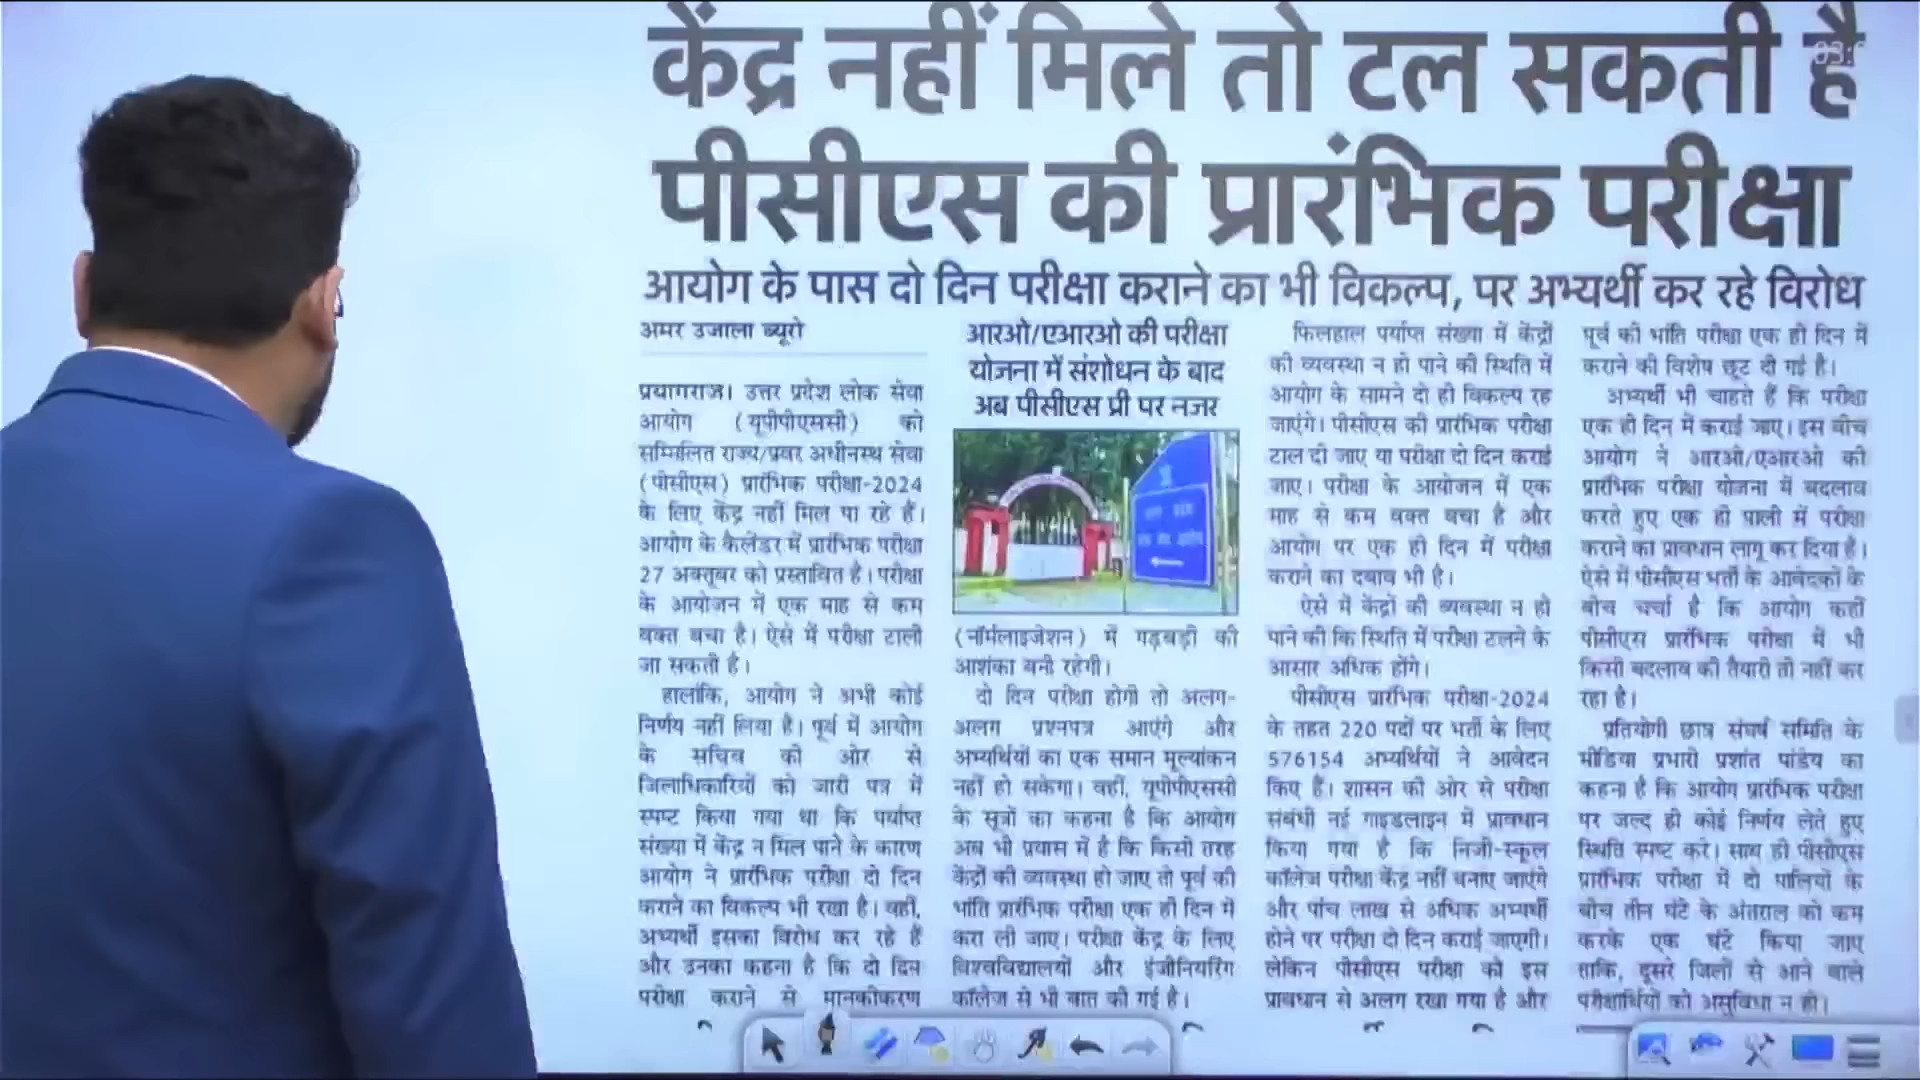 केंद्र नहीं मिले तो टल सकती है
पीसीएस की प्रारंभिक परीक्षा
आयोग के पास दो दिन परीक्षा कराने का भी विकल्प, पर अभ्यर्थी कर रहे विरोध
अमर उजाला ब्यूरो
प्रयागराज। उत्तर प्रदेश लोक सेवा
आयोग (यूपीपीएससी) को
सम्मिलित राज्य/प्रवर अधीनस्थ सेवा
(पीसीएस) प्रारंभिक परीक्षा-2024
के लिए केंद्र नहीं मिल पा रहे हैं।
आयोग के कैलेंडर में प्रारंभिक परीक्षा
27 अक्तूबर को प्रस्तावित है। परीक्षा
के आयोजन में एक माह से कम
वक्त बचा है। ऐसे में परीक्षा टाली
जा सकती है।
हालांकि, आयोग ने अभी कोई
निर्णय नहीं लिया है। पूर्व में आयोग
के सचिव की ओर से
जिलाधिकारियों को जारी पत्र में
स्पष्ट किया गया था कि पर्याप्त
संख्या में केंद्र न मिल पाने के कारण
आयोग ने प्रारंभिक परीक्षा दो दिन
कराने का विकल्प भी रखा है। वहीं,
अभ्यर्थी इसका विरोध कर रहे हैं
और उनका कहना है कि दो दिन
परीक्षा कराने से मानकीकरण
आरओ/एआरओ की परीक्षा
योजना में संशोधन के बाद
अब पीसीएस प्री पर नजर
(नॉर्मलाइजेशन) में गड़बड़ी की
आशंका बनी रहेगी।
दो दिन परीक्षा होगी तो अलग-
अलग प्रश्नपत्र आएंगे और
अभ्यर्थियों का एक समान मूल्यांकन
नहीं हो सकेगा। वहीं, यूपीपीएससी
के सूत्रों का कहना है कि आयोग
अब भी प्रयास में है कि किसी तरह
केंद्रों की व्यवस्था हो जाए तो पूर्व की
भांति प्रारंभिक परीक्षा एक ही दिन में
करा ली जाए। परीक्षा केंद्र के लिए
विश्वविद्यालयों और इंजीनियरिंग
कॉलेज से भी बात की गई है।
फिलहाल पर्याप्त संख्या में केंद्रों
की व्यवस्था न हो पाने की स्थिति में
आयोग के सामने दो ही विकल्प रह
जाएंगे। पीसीएस की प्रारंभिक परीक्षा
टाल दी जाए या परीक्षा दो दिन कराई
जाए। परीक्षा के आयोजन में एक
माह से कम वक्त बचा है और
आयोग पर एक ही दिन में परीक्षा
कराने का दबाव भी है।
ऐसे में केंद्रों की व्यवस्था न हो
पाने की कि स्थिति में परीक्षा टलने के
आसार अधिक होंगे।
पीसीएस प्रारंभिक परीक्षा-2024
के तहत 220 पदों पर भर्ती के लिए
576154 अभ्यर्थियों ने आवेदन
किए हैं। शासन की ओर से परीक्षा
संबंधी नई गाइडलाइन में प्रावधान
किया गया है कि निजी-स्कूल
कॉलेज परीक्षा केंद्र नहीं बनाए जाएंगे
और पांच लाख से अधिक अभ्यर्थी
होने पर परीक्षा दो दिन कराई जाएगी।
लेकिन पीसीएस परीक्षा को इस
प्रावधान से अलग रखा गया है और
पूर्व की भांति परीक्षा एक ही दिन में
कराने की विशेष छूट दी गई है।
अभ्यर्थी भी चाहते हैं कि परीक्षा
एक ही दिन में कराई जाए। इस बीच
आयोग ने आरओ/एआरओ की
प्रारंभिक परीक्षा योजना में बदलाव
करते हुए एक ही पाली में परीक्षा
कराने का प्रावधान लागू कर दिया है।
ऐसे में पीसीएस भर्ती के आवेदकों के
बीच चर्चा है कि आयोग कहीं
पीसीएस प्रारंभिक परीक्षा में भी
किसी बदलाव की तैयारी तो नहीं कर
रहा है।
प्रतियोगी छात्र संघर्ष समिति के
मीडिया प्रभारी प्रशांत पांडेय का
कहना है कि आयोग प्रारंभिक परीक्षा
पर जल्द ही कोई निर्णय लेते हुए
स्थिति स्पष्ट करे। साथ ही पीसीएस
प्रारंभिक परीक्षा में दो पालियों के
बीच तीन घंटे के अंतराल को कम
करके एक घंटे किया जाए
ताकि, दूसरे जिलों से आने वाले
परीक्षार्थियों को असुविधा न हो।